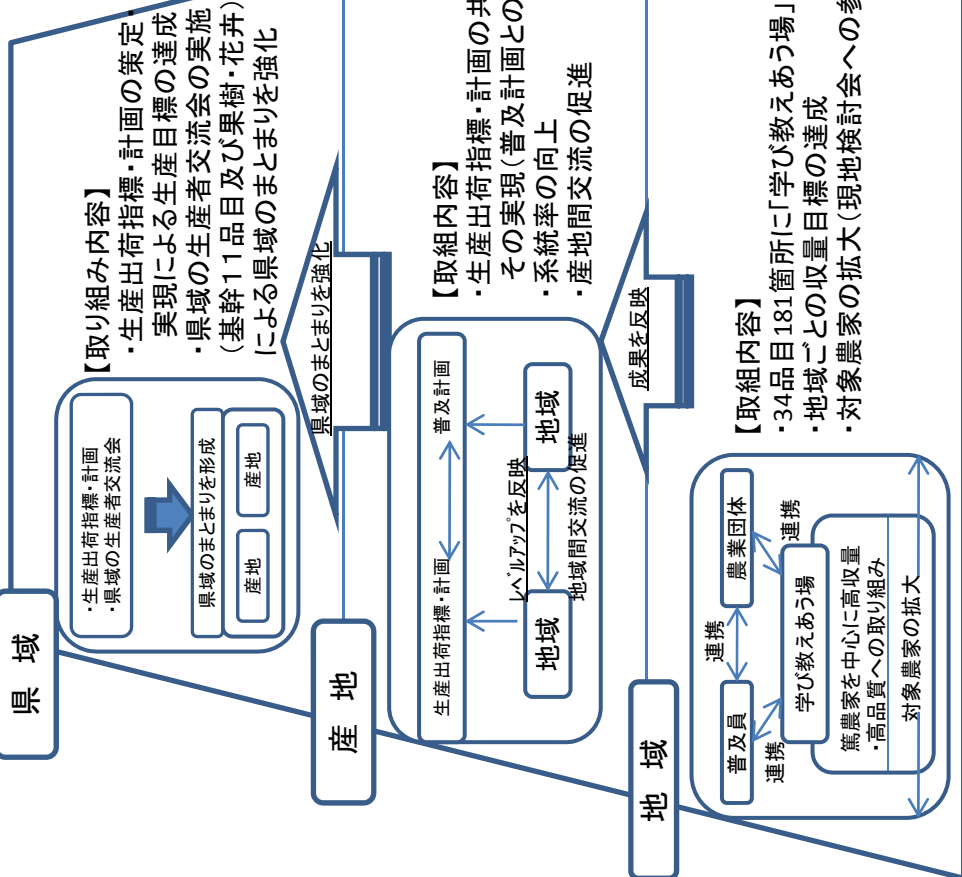 県 域
・生産出荷指標・計画
・県域の生産者交流会
県域のまとまりを形成
産地
産地
【取り組み内容】
・生産出荷指標・計画の策定・
実現による生産目標の達成
・県域の生産者交流会の実施
(基幹11品目及び果樹・花卉)
による県域のまとまりを強化
県域のまとまりを強化
産 地
生産出荷指標・計画
普及計画
レベルアップを反映
地域
地域
地域間交流の促進
【取組内容】
・生産出荷指標・計画の共
その実現(普及計画との
・系統率の向上
・産地間交流の促進
成果を反映
地 域
普及員
連携
農業団体
連携
連携
学び教えあう場
篤農家を中心に高収量
・高品質への取り組み
対象農家の拡大
【取組内容】
・34品目181箇所に「学び教えあう場」
・地域ごとの収量目標の達成
・対象農家の拡大(現地検討会への参